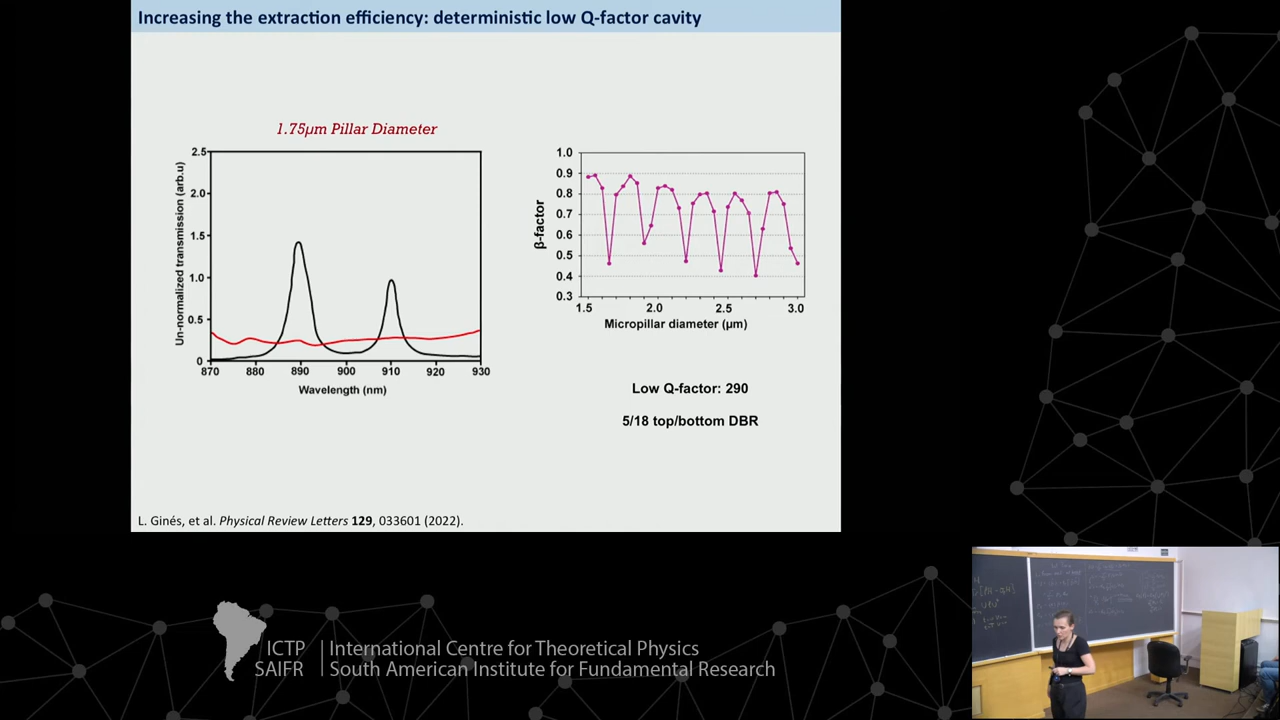 Increasing the extraction efficiency: deterministic low Q-factor cavity
1.75µm Pillar Diameter
Un-normalized transmission (arb.u)
2.5
2.0
1.5
1.0
0.5
0
870 880 890 900 910 920 930
Wavelength (nm)
β-factor
1.0
0.9
0.8
0.7
0.6
0.5
0.4
0.3
1.5 2.0 2.5 3.0
Micropillar diameter (µm)
Low Q-factor: 290
5/18 top/bottom DBR
L. Ginés, et al. Physical Review Letters 129, 033601 (2022).
ICTP
SAIFR
International Centre for Theoretical Physics
South American Institute for Fundamental Research